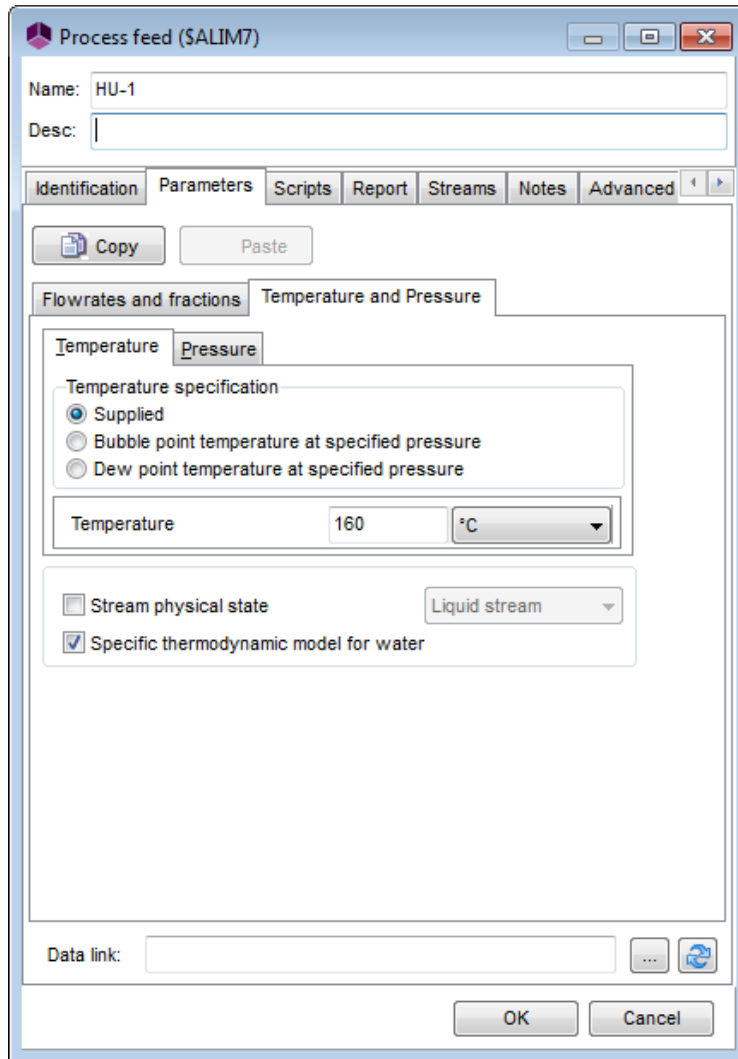 Process feed ($ALIM7)
Name: HU-1
Desc:
Identification Parameters Scripts Report Streams Notes Advanced
Copy Paste
Flowrates and fractions Temperature and Pressure
Temperature Pressure
Temperature specification
Supplied
Bubble point temperature at specified pressure
Dew point temperature at specified pressure
Temperature 160 °C
Stream physical state Liquid stream
Specific thermodynamic model for water
Data link: ...
OK Cancel